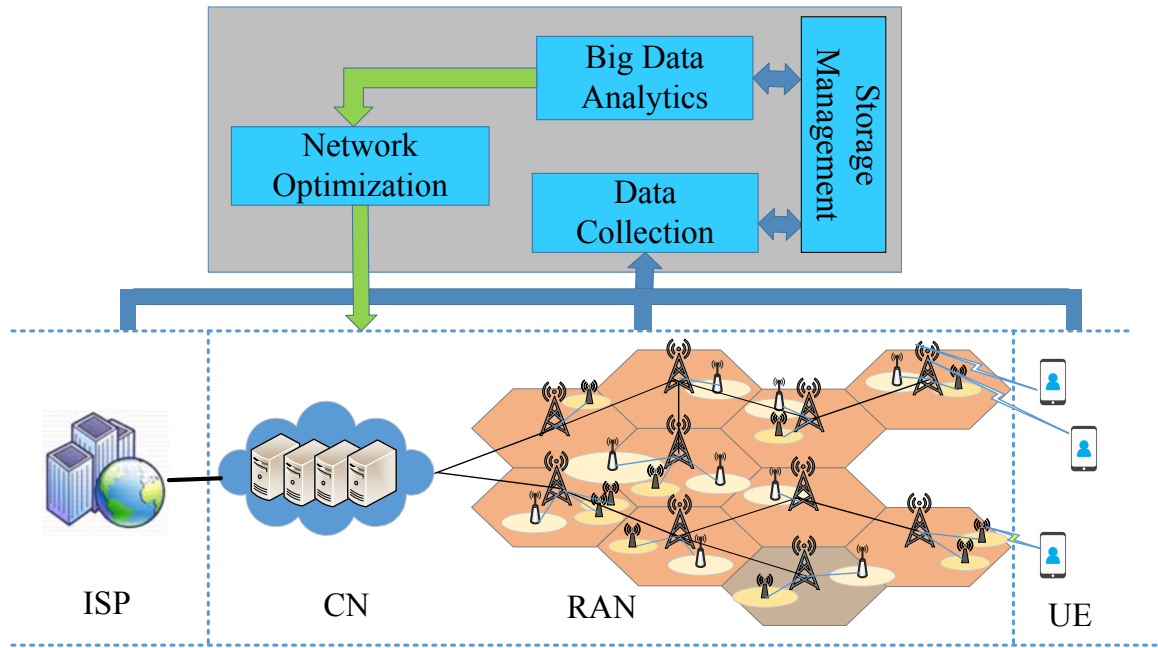 Big Data
Analytics
Storage
Management
Network
Optimization
Data
Collection
ISP
CN
RAN
UE